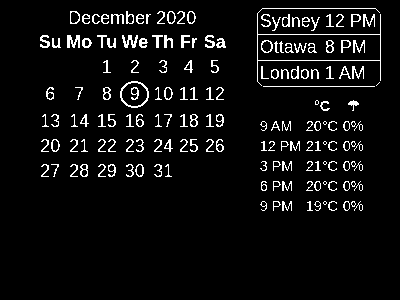 December 2020
Su Mo Tu We Th Fr Sa
1 2 3 4 5
6 7 8 9 10 11 12
13 14 15 16 17 18 19
20 21 22 23 24 25 26
27 28 29 30 31
Sydney 12 PM
Ottawa 8 PM
London 1 AM
°C ☂
9 AM 20°C 0%
12 PM 21°C 0%
3 PM 21°C 0%
6 PM 20°C 0%
9 PM 19°C 0%